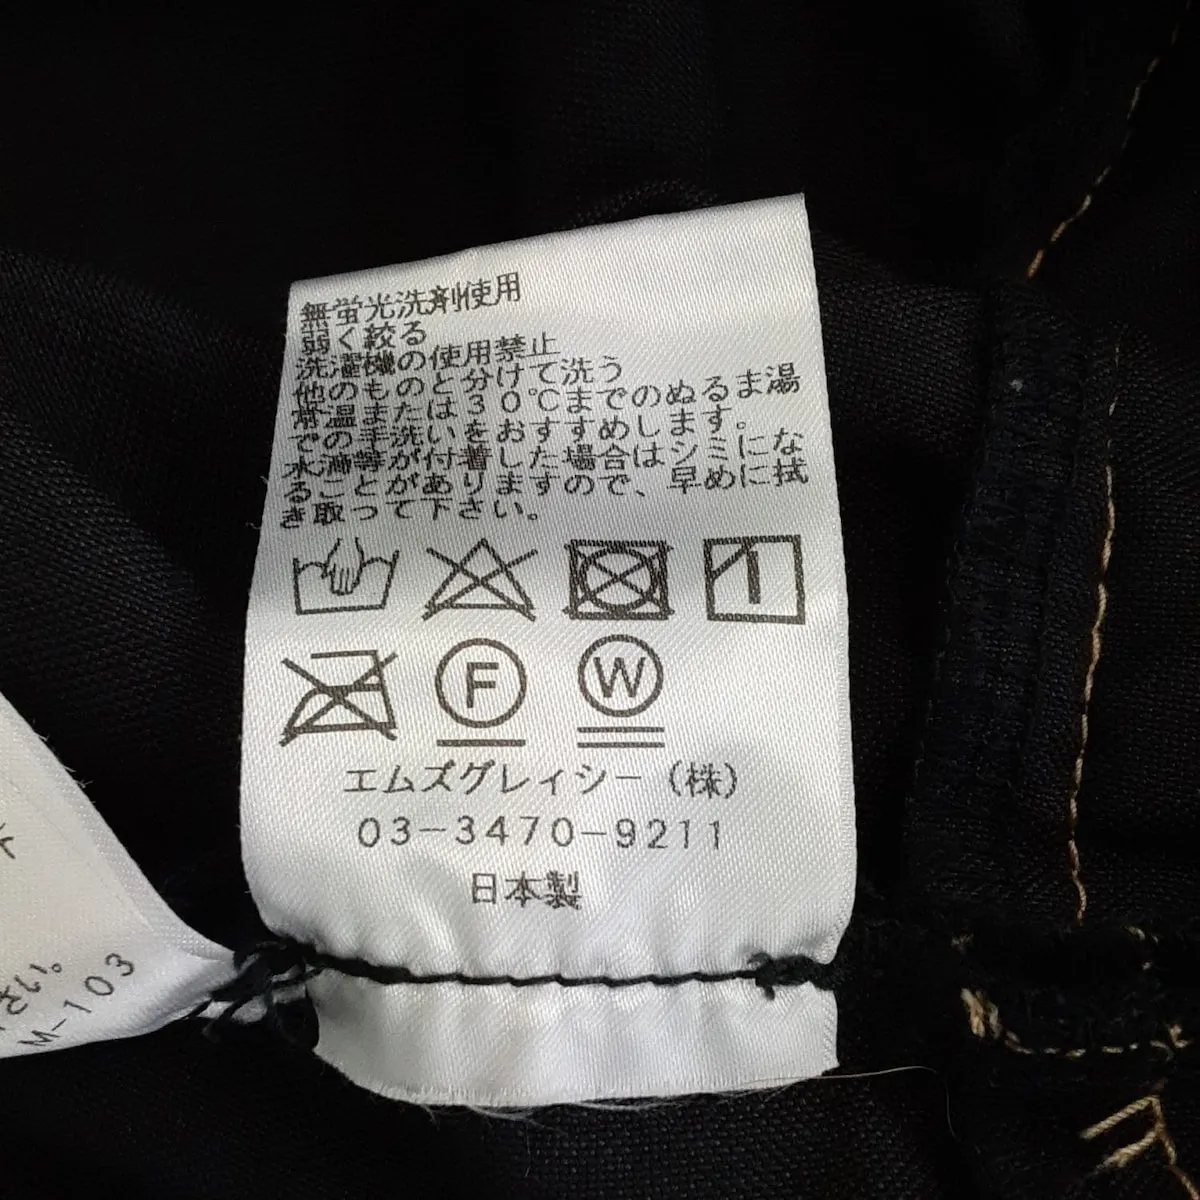 無蛍光洗剤使用
弱く絞る
洗濯機の使用禁止
他のものと分けて洗う
常温または30℃までのぬるま湯
での手洗いをおすすめします。
水滴等が付着した場合はシミにな
ることがありますので、早めに拭
き取って下さい。
F
W
エムズグレイシー(株)
03-3470-9211
日本製
さい。
M-103